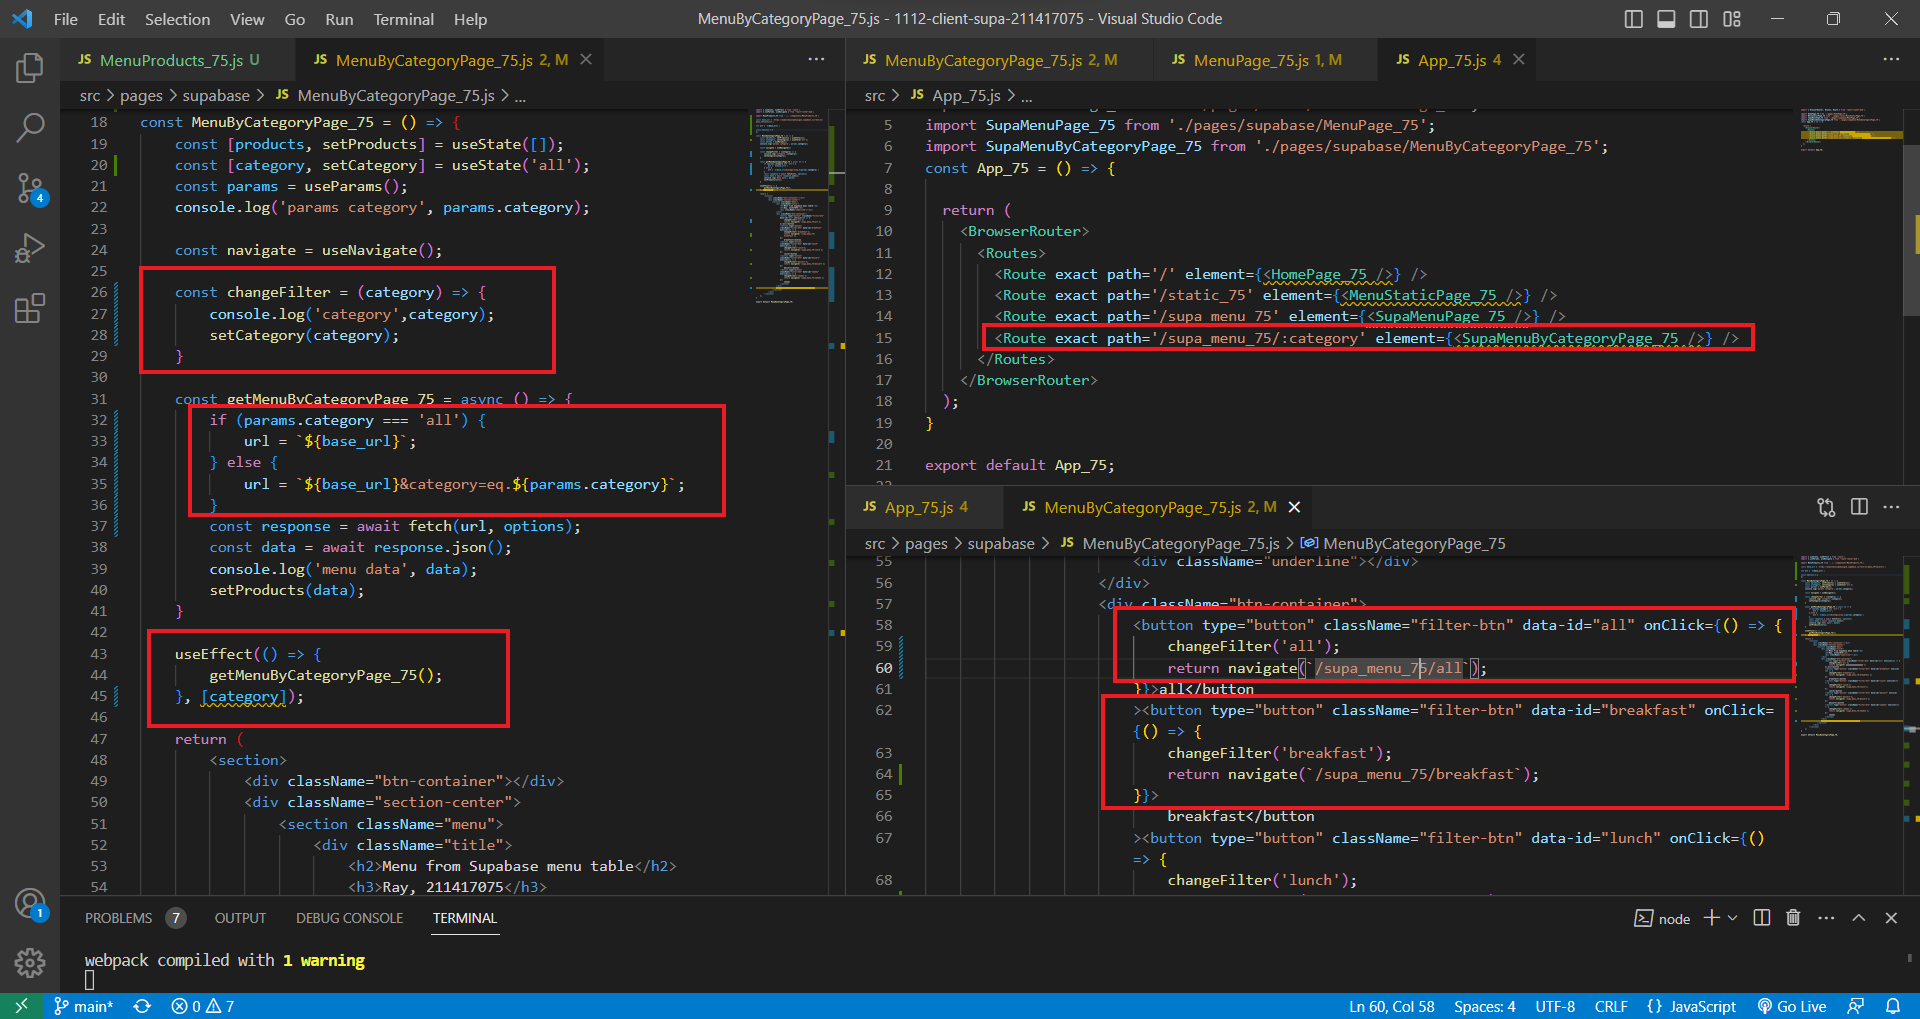 File Edit Selection View Go Run Terminal Help
MenuByCategoryPage_75.js - 1112-client-supa-211417075 - Visual Studio Code
JS MenuProducts_75.js U
JS MenuByCategoryPage_75.js 2, M
src > pages > supabase > JS MenuByCategoryPage_75.js > ...
18 const MenuByCategoryPage_75 = () => {
19 const [products, setProducts] = useState([]);
20 const [category, setCategory] = useState('all');
21 const params = useParams();
22 console.log('params category', params.category);
23
24 const navigate = useNavigate();
25
26 const changeFilter = (category) => {
27 console.log('category',category);
28 setCategory(category);
29 }
30
31 const getMenuByCategoryPage_75 = async () => {
32 if (params.category === 'all') {
33 url = `${base_url}`;
34 } else {
35 url = `${base_url}&category=eq.${params.category}`;
36 }
37 const response = await fetch(url, options);
38 const data = await response.json();
39 console.log('menu data', data);
40 setProducts(data);
41 }
42
43 useEffect(() => {
44 getMenuByCategoryPage_75();
45 }, [category]);
46
47 return (
48 <section>
49 <div className="btn-container"></div>
50 <div className="section-center">
51 <section className="menu">
52 <div className="title">
53 <h2>Menu from Supabase menu table</h2>
54 <h3>Ray, 211417075</h3>
JS MenuByCategoryPage_75.js 2, M
JS MenuPage_75.js 1, M
JS App_75.js 4
src > JS App_75.js > ...
5 import SupaMenuPage_75 from './pages/supabase/MenuPage_75';
6 import SupaMenuByCategoryPage_75 from './pages/supabase/MenuByCategoryPage_75';
7 const App_75 = () => {
8
9 return (
10 <BrowserRouter>
11 <Routes>
12 <Route exact path='/' element={<HomePage_75 />} />
13 <Route exact path='/static_75' element={<MenuStaticPage_75 />} />
14 <Route exact path='/supa_menu_75' element={<SupaMenuPage_75 />} />
15 <Route exact path='/supa_menu_75/:category' element={<SupaMenuByCategoryPage_75 />} />
16 </Routes>
17 </BrowserRouter>
18 );
19 }
20
21 export default App_75;
22
JS App_75.js 4
JS MenuByCategoryPage_75.js 2, M
src > pages > supabase > JS MenuByCategoryPage_75.js > MenuByCategoryPage_75
55 <div className="underline"></div>
56 </div>
57 <div className="btn-container">
58 <button type="button" className="filter-btn" data-id="all" onClick={() => {
59 changeFilter('all');
60 return navigate(`/supa_menu_75/all`);
61 }}>all</button
62 ><button type="button" className="filter-btn" data-id="breakfast" onClick=
{() => {
63 changeFilter('breakfast');
64 return navigate(`/supa_menu_75/breakfast`);
65 }}>
66 breakfast</button
67 ><button type="button" className="filter-btn" data-id="lunch" onClick={()
=> {
68 changeFilter('lunch');
4
1
PROBLEMS 7 OUTPUT DEBUG CONSOLE TERMINAL
node
webpack compiled with 1 warning
main* 0 7
Ln 60, Col 58 Spaces: 4 UTF-8 CRLF {} JavaScript Go Live